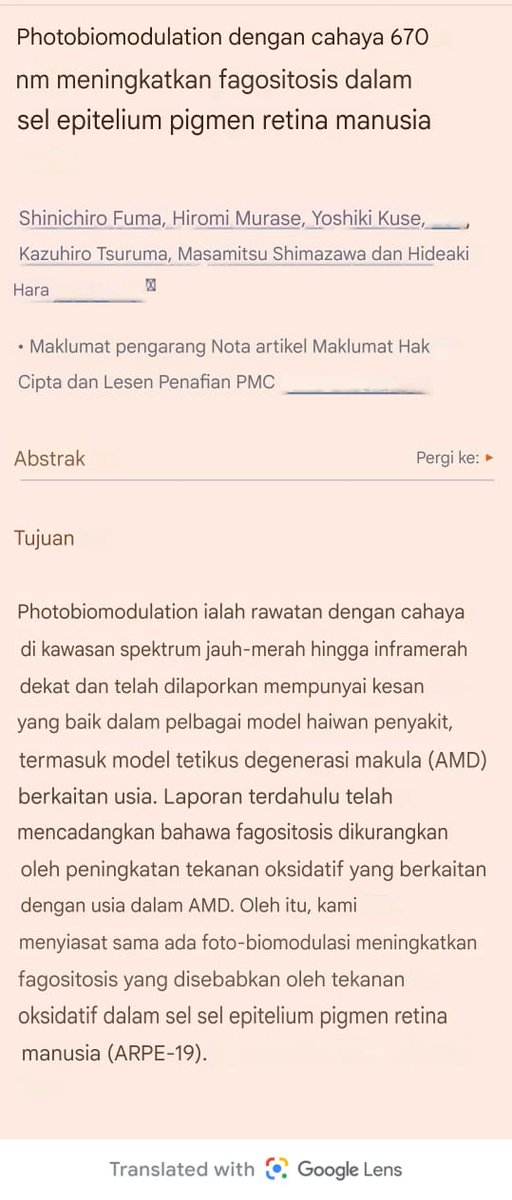 Photobiomodulation dengan cahaya 670
nm meningkatkan fagositosis dalam
sel epitelium pigmen retina manusia
Shinichiro Fuma, Hiromi Murase, Yoshiki Kuse,
Kazuhiro Tsuruma, Masamitsu Shimazawa dan Hideaki
Hara
• Maklumat pengarang Nota artikel Maklumat Hak
Cipta dan Lesen Penafian PMC
Abstrak
Pergi ke: ▸
Tujuan
Photobiomodulation ialah rawatan dengan cahaya
di kawasan spektrum jauh-merah hingga inframerah
dekat dan telah dilaporkan mempunyai kesan
yang baik dalam pelbagai model haiwan penyakit,
termasuk model tetikus degenerasi makula (AMD)
berkaitan usia. Laporan terdahulu telah
mencadangkan bahawa fagositosis dikurangkan
oleh peningkatan tekanan oksidatif yang berkaitan
dengan usia dalam AMD. Oleh itu, kami
menyiasat sama ada foto-biomodulasi meningkatkan
fagositosis yang disebabkan oleh tekanan
oksidatif dalam sel sel epitelium pigmen retina
manusia (ARPE-19).
Translated with Google Lens